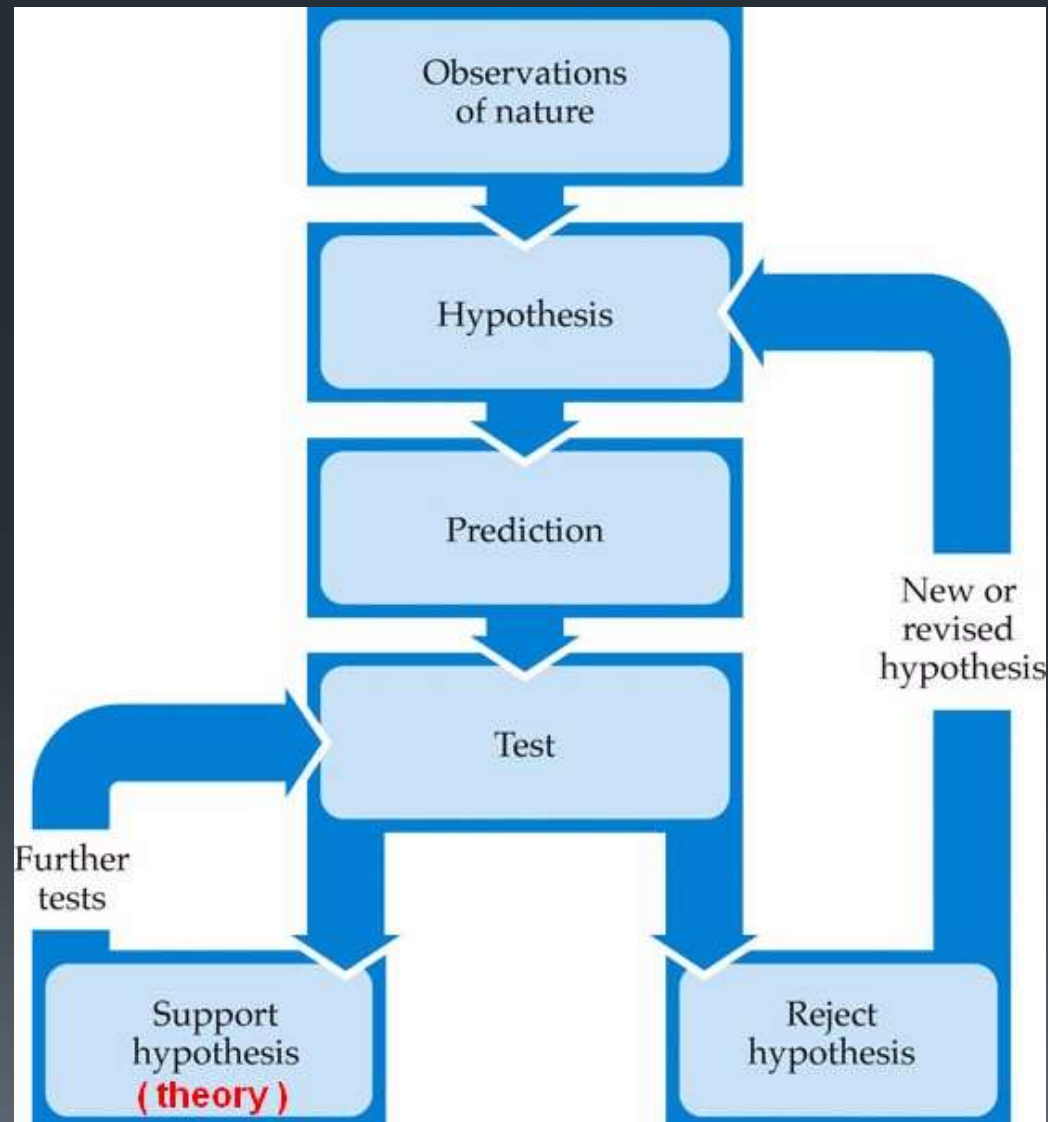 Observations
of nature
Hypothesis
Prediction
New or
revised
hypothesis
Test
Further
tests
Support
hypothesis
( theory )
Reject
hypothesis